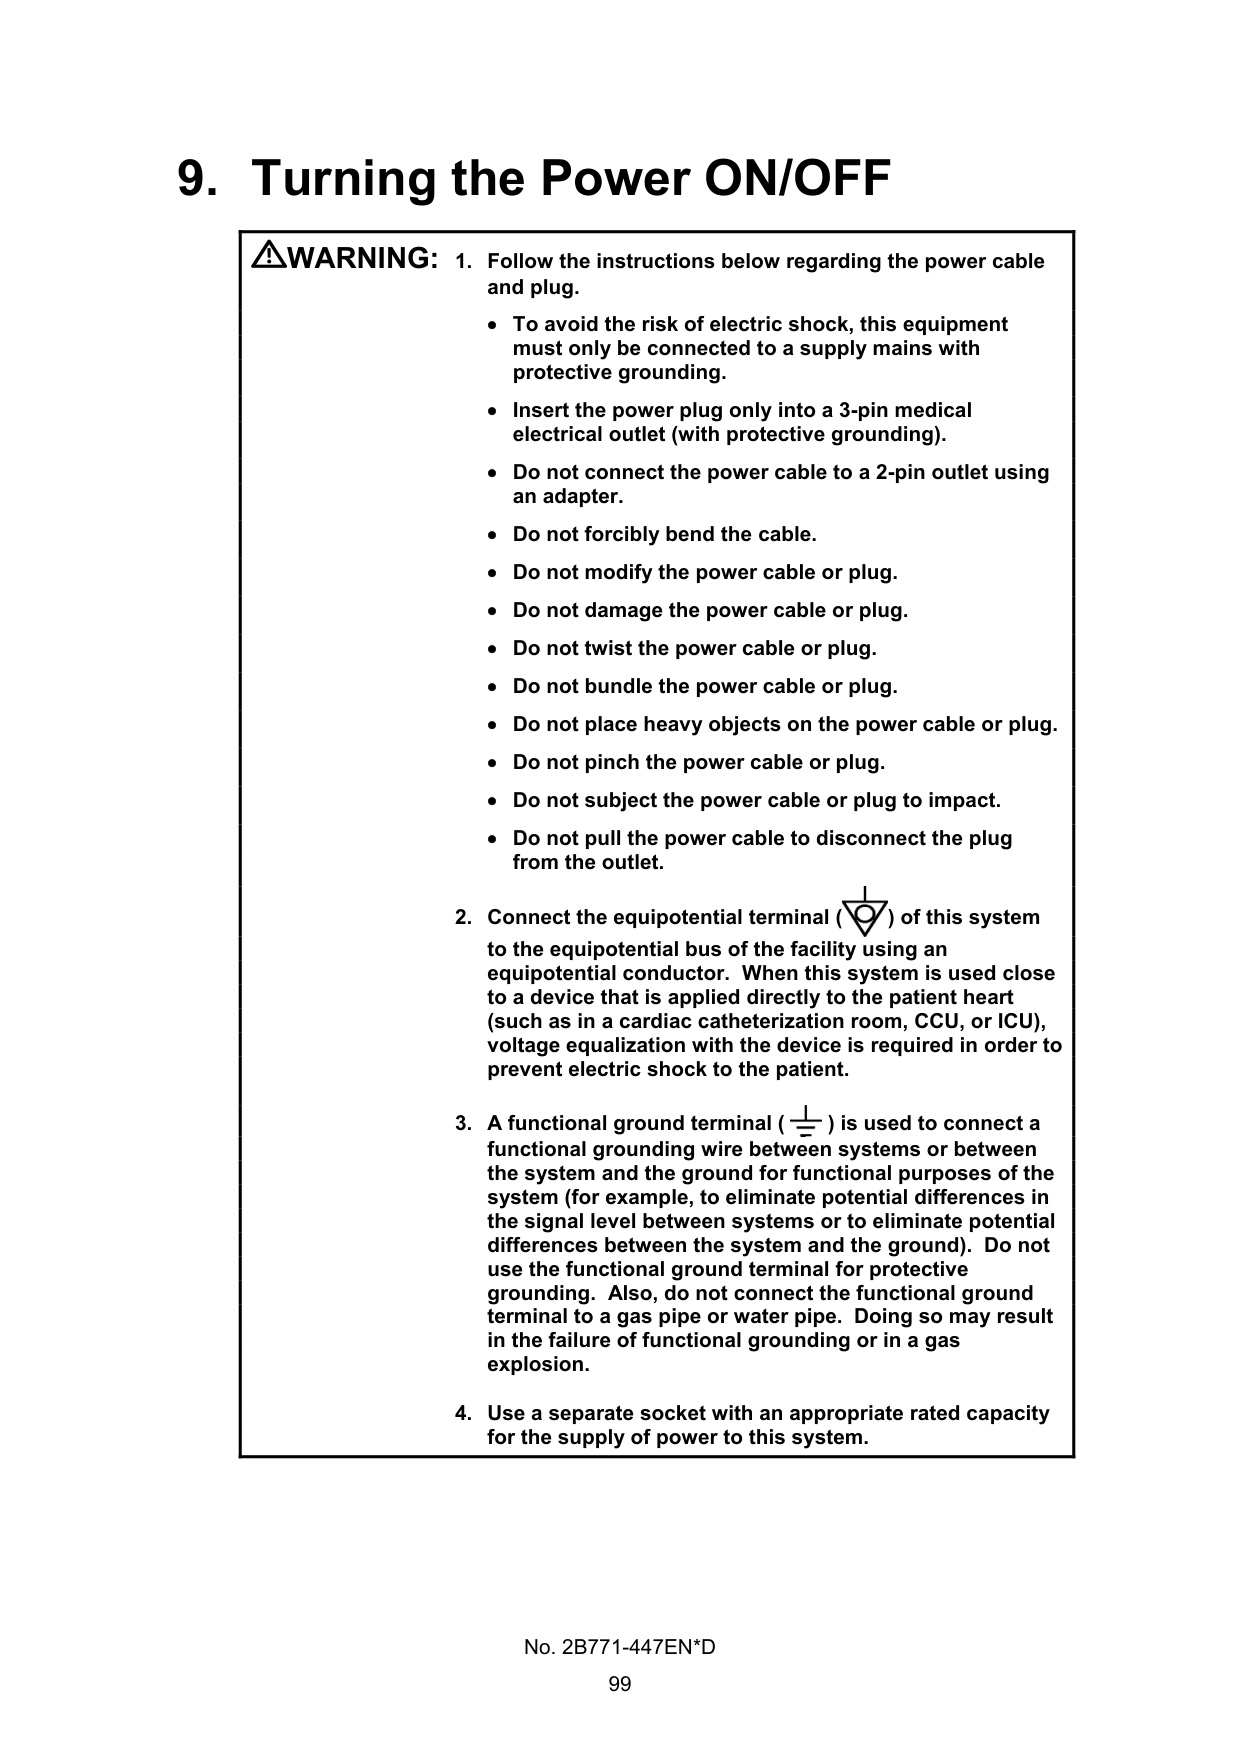 9. Turning the Power ON/OFF
⚠WARNING: 1. Follow the instructions below regarding the power cable
and plug.
• To avoid the risk of electric shock, this equipment
must only be connected to a supply mains with
protective grounding.
• Insert the power plug only into a 3-pin medical
electrical outlet (with protective grounding).
• Do not connect the power cable to a 2-pin outlet using
an adapter.
• Do not forcibly bend the cable.
• Do not modify the power cable or plug.
• Do not damage the power cable or plug.
• Do not twist the power cable or plug.
• Do not bundle the power cable or plug.
• Do not place heavy objects on the power cable or plug.
• Do not pinch the power cable or plug.
• Do not subject the power cable or plug to impact.
• Do not pull the power cable to disconnect the plug
from the outlet.
2. Connect the equipotential terminal ( ) of this system
to the equipotential bus of the facility using an
equipotential conductor. When this system is used close
to a device that is applied directly to the patient heart
(such as in a cardiac catheterization room, CCU, or ICU),
voltage equalization with the device is required in order to
prevent electric shock to the patient.
3. A functional ground terminal ( ⏚ ) is used to connect a
functional grounding wire between systems or between
the system and the ground for functional purposes of the
system (for example, to eliminate potential differences in
the signal level between systems or to eliminate potential
differences between the system and the ground). Do not
use the functional ground terminal for protective
grounding. Also, do not connect the functional ground
terminal to a gas pipe or water pipe. Doing so may result
in the failure of functional grounding or in a gas
explosion.
4. Use a separate socket with an appropriate rated capacity
for the supply of power to this system.
No. 2B771-447EN*D
99